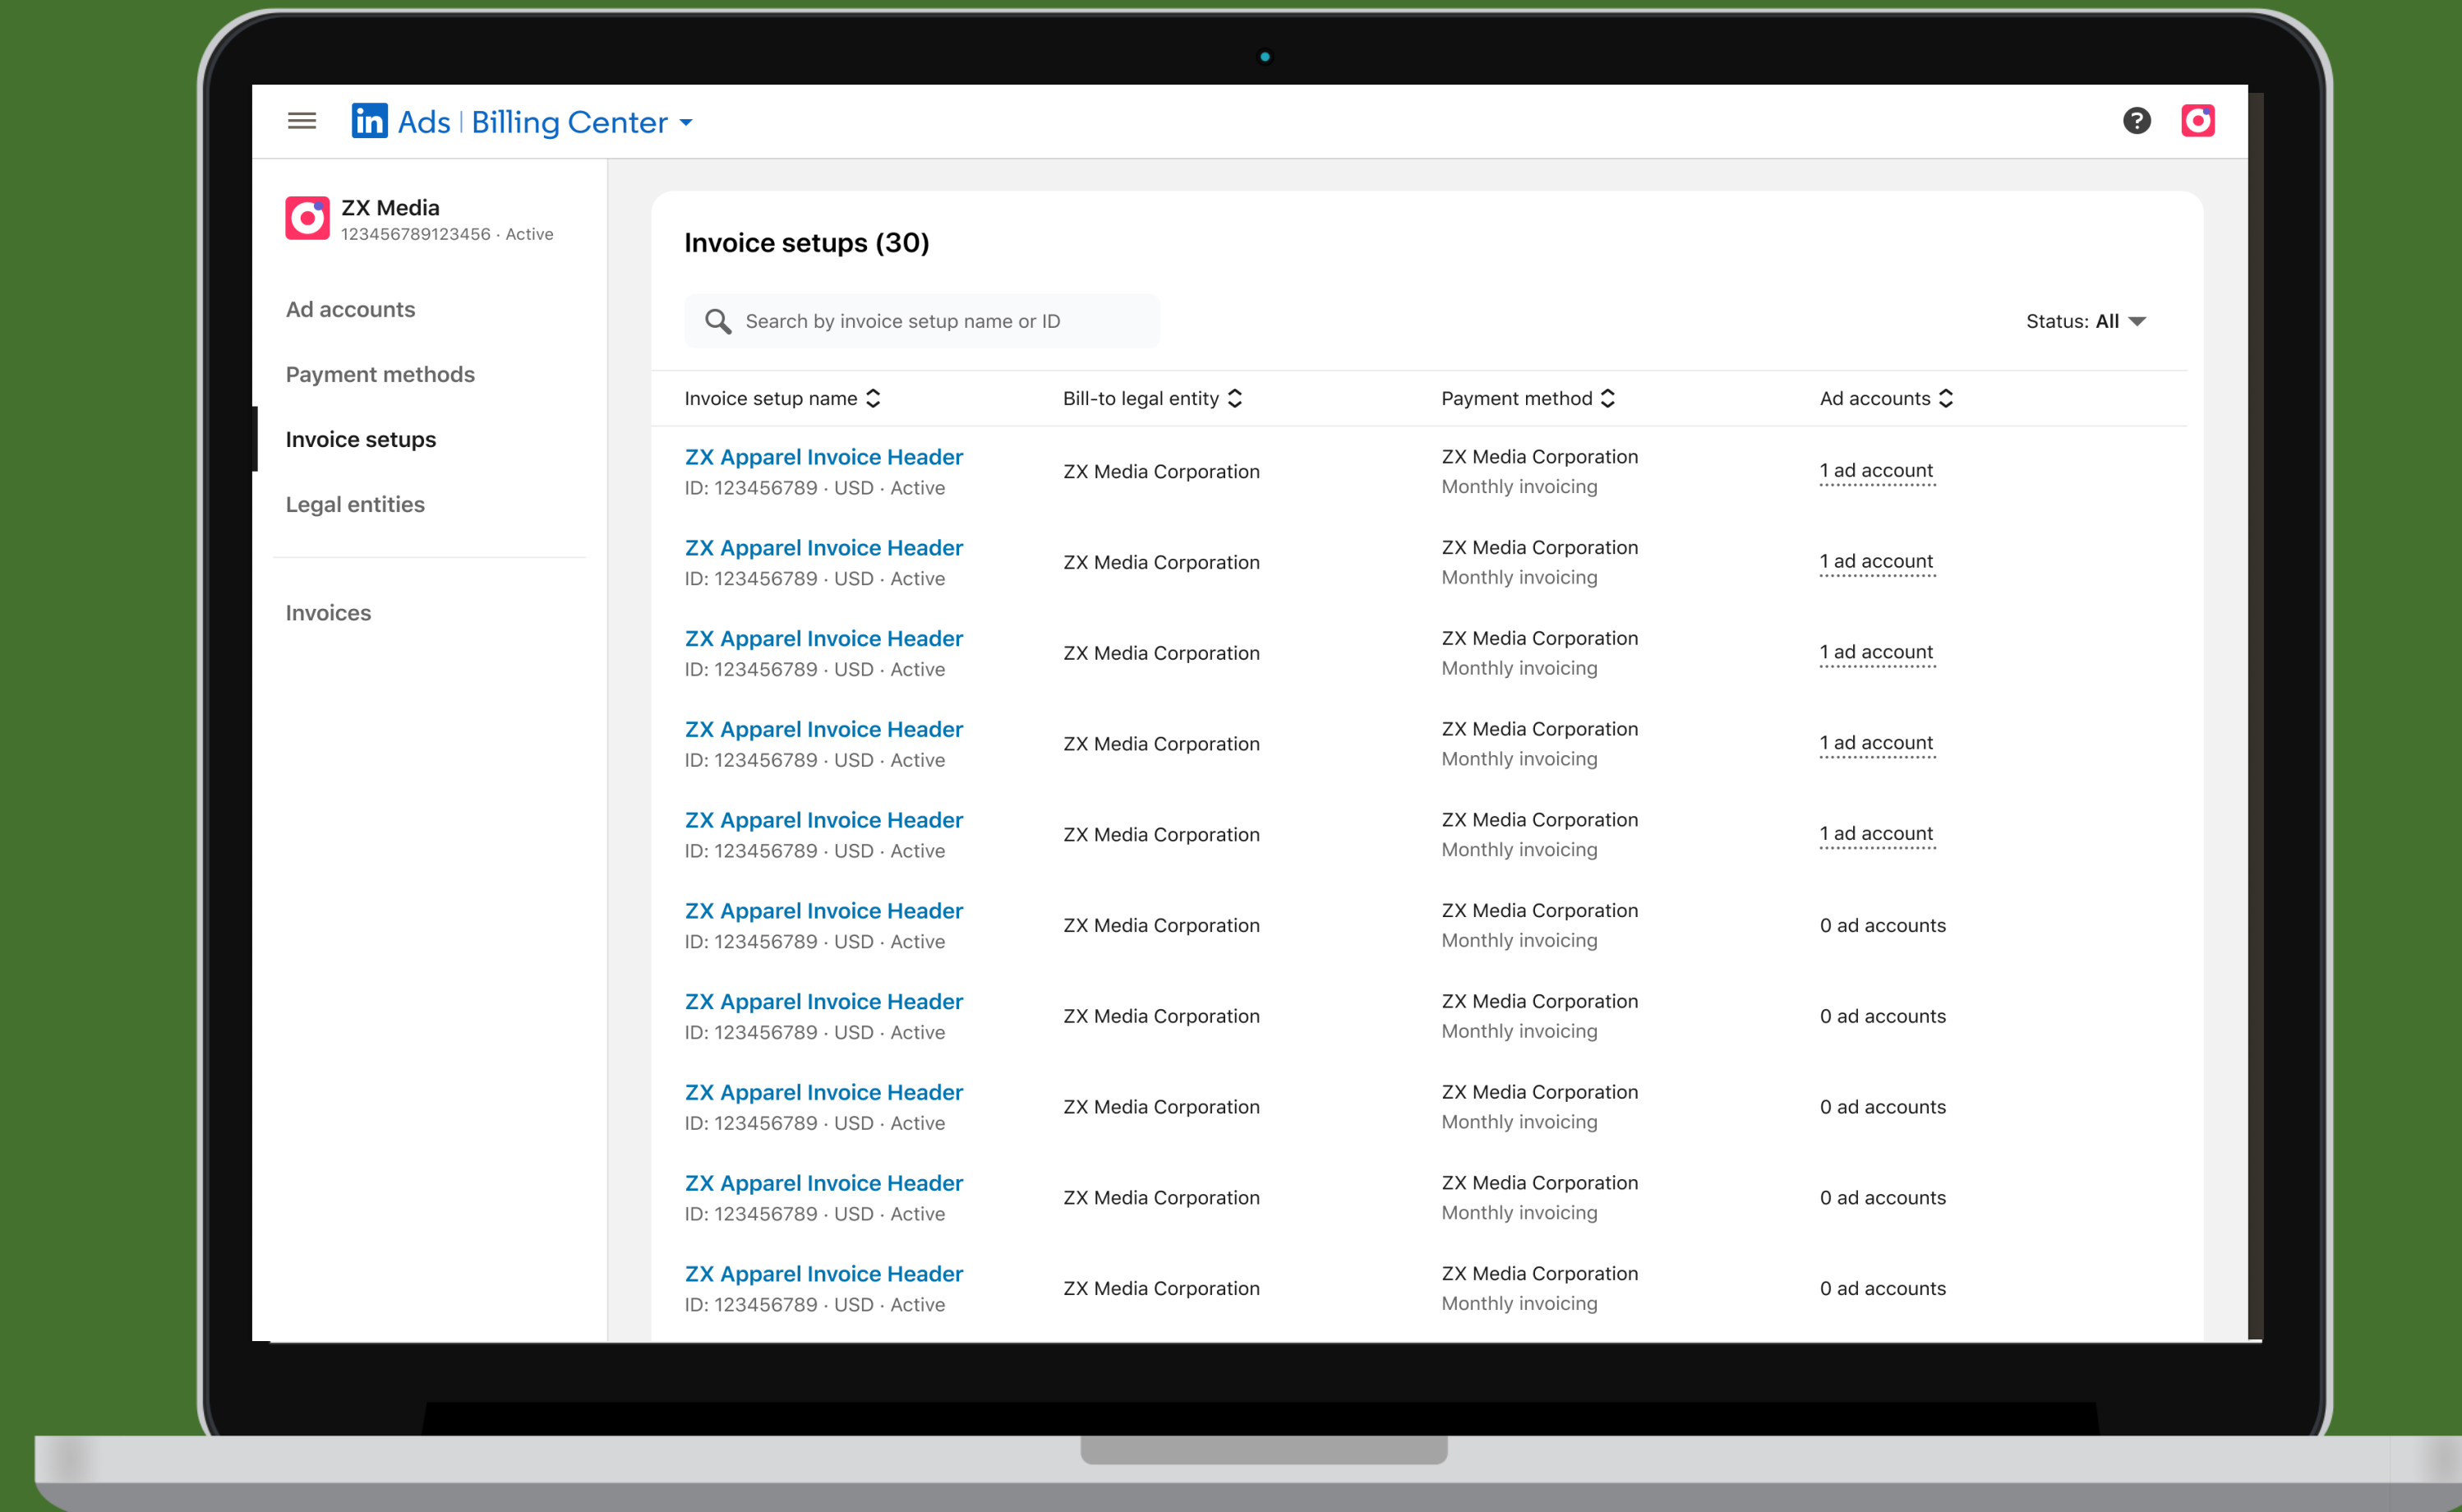 in Ads | Billing Center
?
ZX Media
123456789123456 · Active
Ad accounts
Payment methods
Invoice setups
Legal entities
Invoices
Invoice setups (30)
Search by invoice setup name or ID
Status: All
Invoice setup name Bill-to legal entity Payment method Ad accounts
ZX Apparel Invoice Header
ID: 123456789 · USD · Active
ZX Media Corporation
ZX Media Corporation
Monthly invoicing
1 ad account
ZX Apparel Invoice Header
ID: 123456789 · USD · Active
ZX Media Corporation
ZX Media Corporation
Monthly invoicing
1 ad account
ZX Apparel Invoice Header
ID: 123456789 · USD · Active
ZX Media Corporation
ZX Media Corporation
Monthly invoicing
1 ad account
ZX Apparel Invoice Header
ID: 123456789 · USD · Active
ZX Media Corporation
ZX Media Corporation
Monthly invoicing
1 ad account
ZX Apparel Invoice Header
ID: 123456789 · USD · Active
ZX Media Corporation
ZX Media Corporation
Monthly invoicing
1 ad account
ZX Apparel Invoice Header
ID: 123456789 · USD · Active
ZX Media Corporation
ZX Media Corporation
Monthly invoicing
0 ad accounts
ZX Apparel Invoice Header
ID: 123456789 · USD · Active
ZX Media Corporation
ZX Media Corporation
Monthly invoicing
0 ad accounts
ZX Apparel Invoice Header
ID: 123456789 · USD · Active
ZX Media Corporation
ZX Media Corporation
Monthly invoicing
0 ad accounts
ZX Apparel Invoice Header
ID: 123456789 · USD · Active
ZX Media Corporation
ZX Media Corporation
Monthly invoicing
0 ad accounts
ZX Apparel Invoice Header
ID: 123456789 · USD · Active
ZX Media Corporation
ZX Media Corporation
Monthly invoicing
0 ad accounts